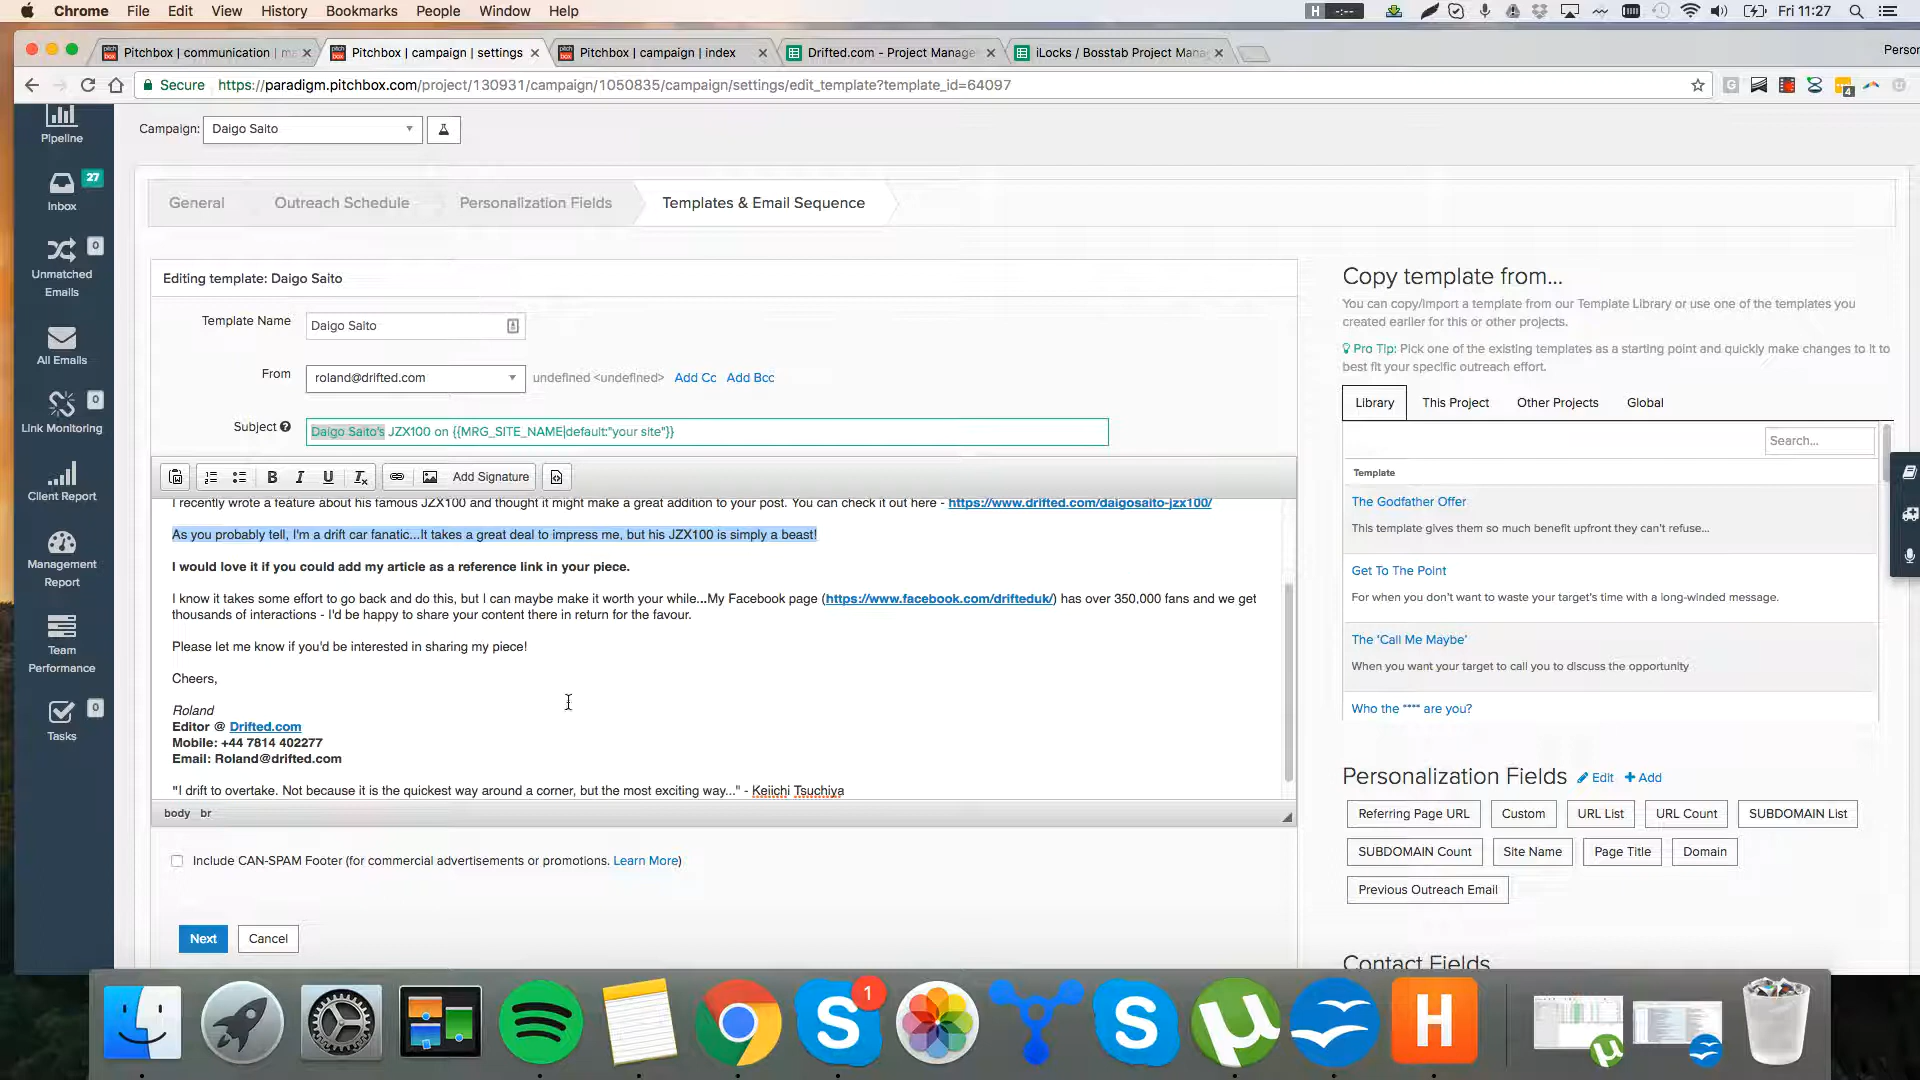 Chrome File Edit View History Bookmarks People Window Help
H --:-- Fri 11:27
Pitchbox | communication | ma
Pitchbox | campaign | settings
Pitchbox | campaign | index
Drifted.com - Project Manage
iLocks / Bosstab Project Mana
Person
Secure https://paradigm.pitchbox.com/project/130931/campaign/1050835/campaign/settings/edit_template?template_id=64097
Pipeline
Inbox
27
Unmatched
Emails
0
All Emails
Link Monitoring
0
Client Report
Management
Report
Team
Performance
Tasks
0
Campaign: Daigo Saito
General Outreach Schedule Personalization Fields Templates & Email Sequence
Editing template: Daigo Saito
Template Name Daigo Saito
From roland@drifted.com undefined <undefined> Add Cc Add Bcc
Subject Daigo Saito's JZX100 on {{MRG_SITE_NAME|default:"your site"}}
B I U Tx Add Signature
I recently wrote a feature about his famous JZX100 and thought it might make a great addition to your post. You can check it out here - https://www.drifted.com/daigosaito-jzx100/
As you probably tell, I'm a drift car fanatic...It takes a great deal to impress me, but his JZX100 is simply a beast!
I would love it if you could add my article as a reference link in your piece.
I know it takes some effort to go back and do this, but I can maybe make it worth your while...My Facebook page (https://www.facebook.com/drifteduk/) has over 350,000 fans and we get
thousands of interactions - I'd be happy to share your content there in return for the favour.
Please let me know if you'd be interested in sharing my piece!
Cheers,
Roland
Editor @ Drifted.com
Mobile: +44 7814 402277
Email: Roland@drifted.com
"I drift to overtake. Not because it is the quickest way around a corner, but the most exciting way..." - Keiichi Tsuchiya
body br
Include CAN-SPAM Footer (for commercial advertisements or promotions. Learn More)
Next Cancel
Copy template from...
You can copy/import a template from our Template Library or use one of the templates you
created earlier for this or other projects.
Pro Tip: Pick one of the existing templates as a starting point and quickly make changes to it to
best fit your specific outreach effort.
Library This Project Other Projects Global
Search...
Template
The Godfather Offer
This template gives them so much benefit upfront they can't refuse...
Get To The Point
For when you don't want to waste your target's time with a long-winded message.
The 'Call Me Maybe'
When you want your target to call you to discuss the opportunity
Who the **** are you?
Personalization Fields Edit + Add
Referring Page URL Custom URL List URL Count SUBDOMAIN List
SUBDOMAIN Count Site Name Page Title Domain
Previous Outreach Email
Contact Fields
1